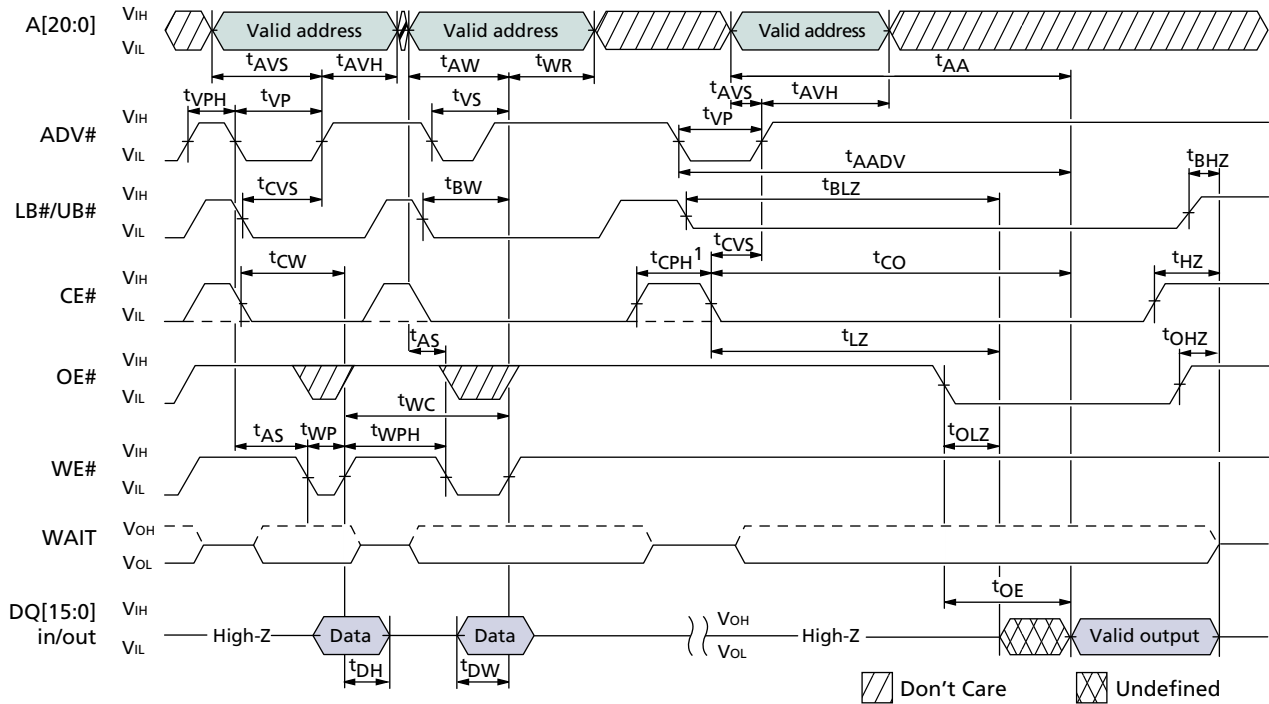 A[20:0]
VIH
VIL
Valid address
Valid address
Valid address
tAVS
tAVH
tAW
tWR
tAA
tVPH
tVP
tVS
tAVS
tAVH
tVP
ADV#
VIH
VIL
tAADV
tBHZ
tCVS
tBW
tBLZ
LB#/UB#
VIH
VIL
tCVS
tCW
tCPH1
tCO
tHZ
CE#
VIH
VIL
tAS
tLZ
tOHZ
OE#
VIH
VIL
tWC
tAS
tWP
tWPH
tOLZ
WE#
VIH
VIL
WAIT
VOH
VOL
tOE
DQ[15:0]
in/out
VIH
VIL
High-Z
Data
Data
VOH
VOL
High-Z
Valid output
tDH
tDW
Don't Care
Undefined